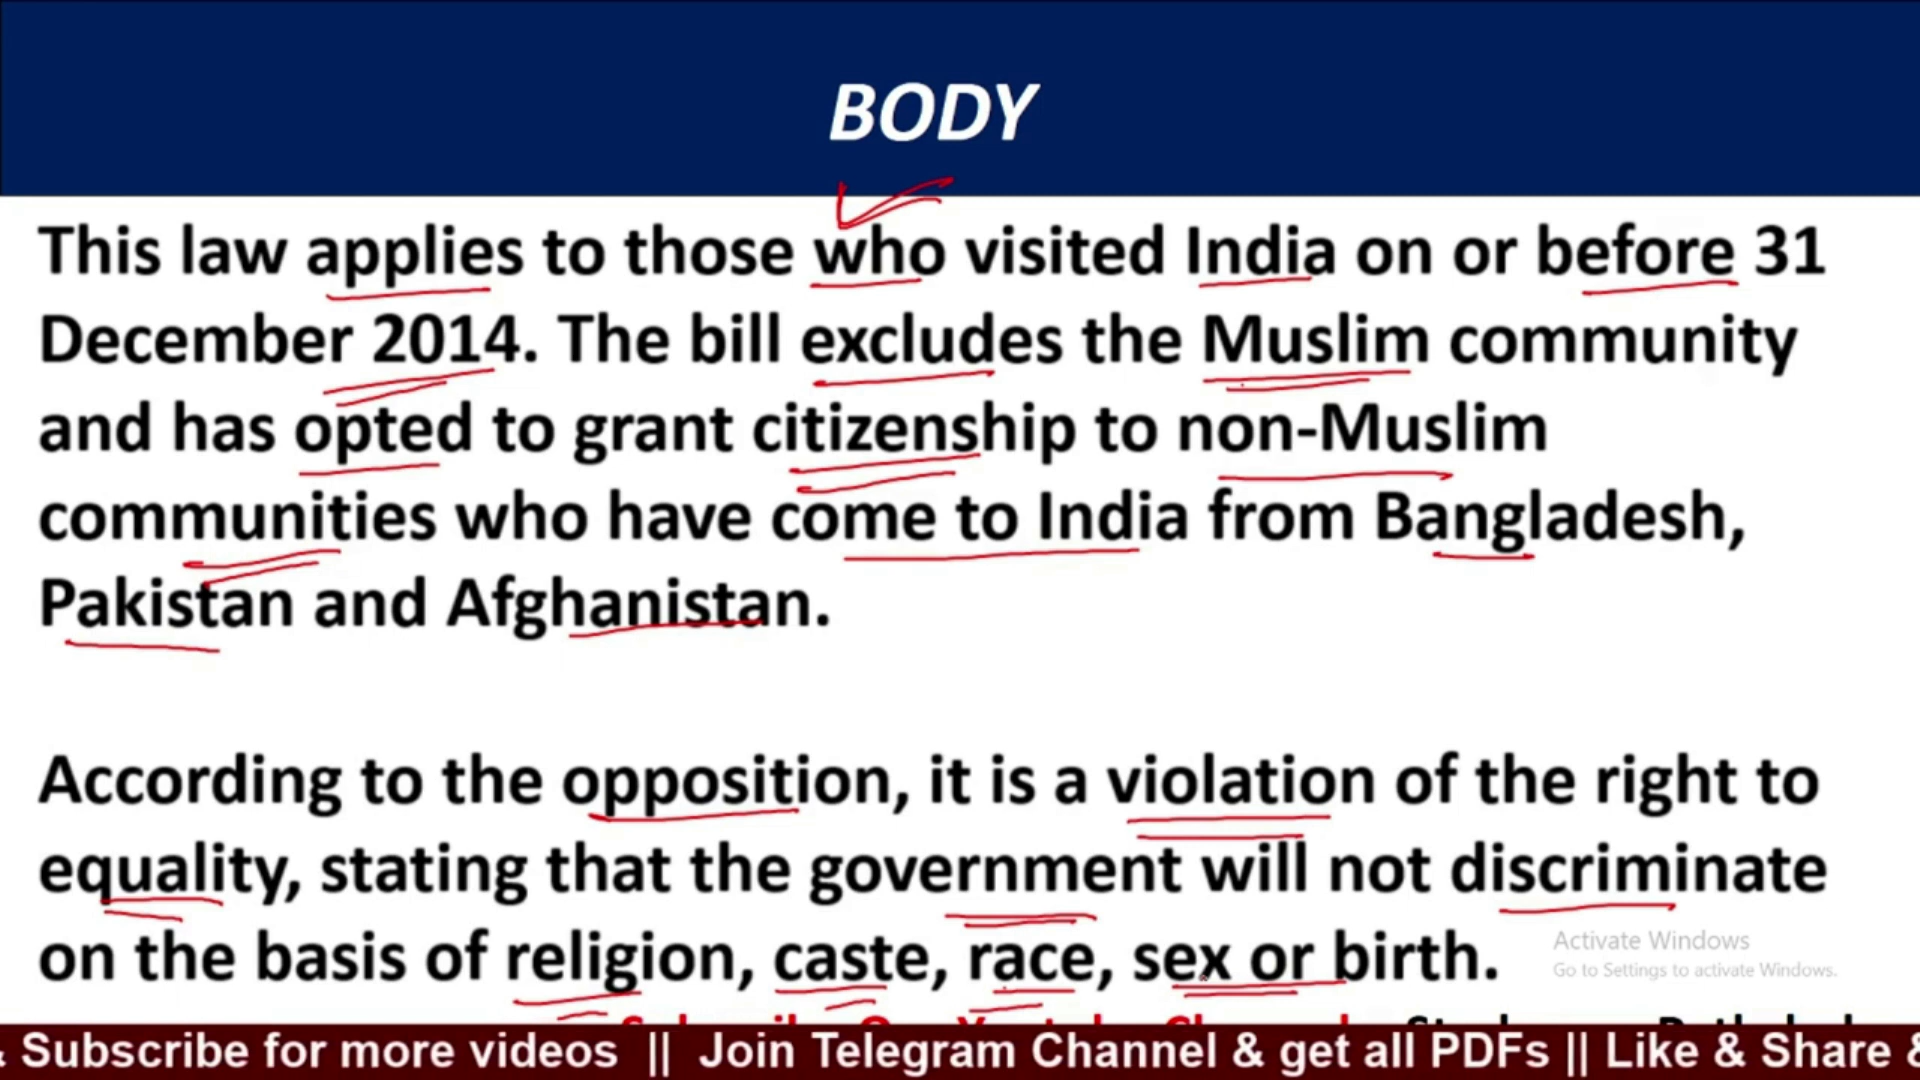 BODY
This law applies to those who visited India on or before 31
December 2014. The bill excludes the Muslim community
and has opted to grant citizenship to non-Muslim
communities who have come to India from Bangladesh,
Pakistan and Afghanistan.
According to the opposition, it is a violation of the right to
equality, stating that the government will not discriminate
on the basis of religion, caste, race, sex or birth.
Activate Windows
Go to Settings to activate Windows.
& Subscribe for more videos || Join Telegram Channel & get all PDFs || Like & Share &